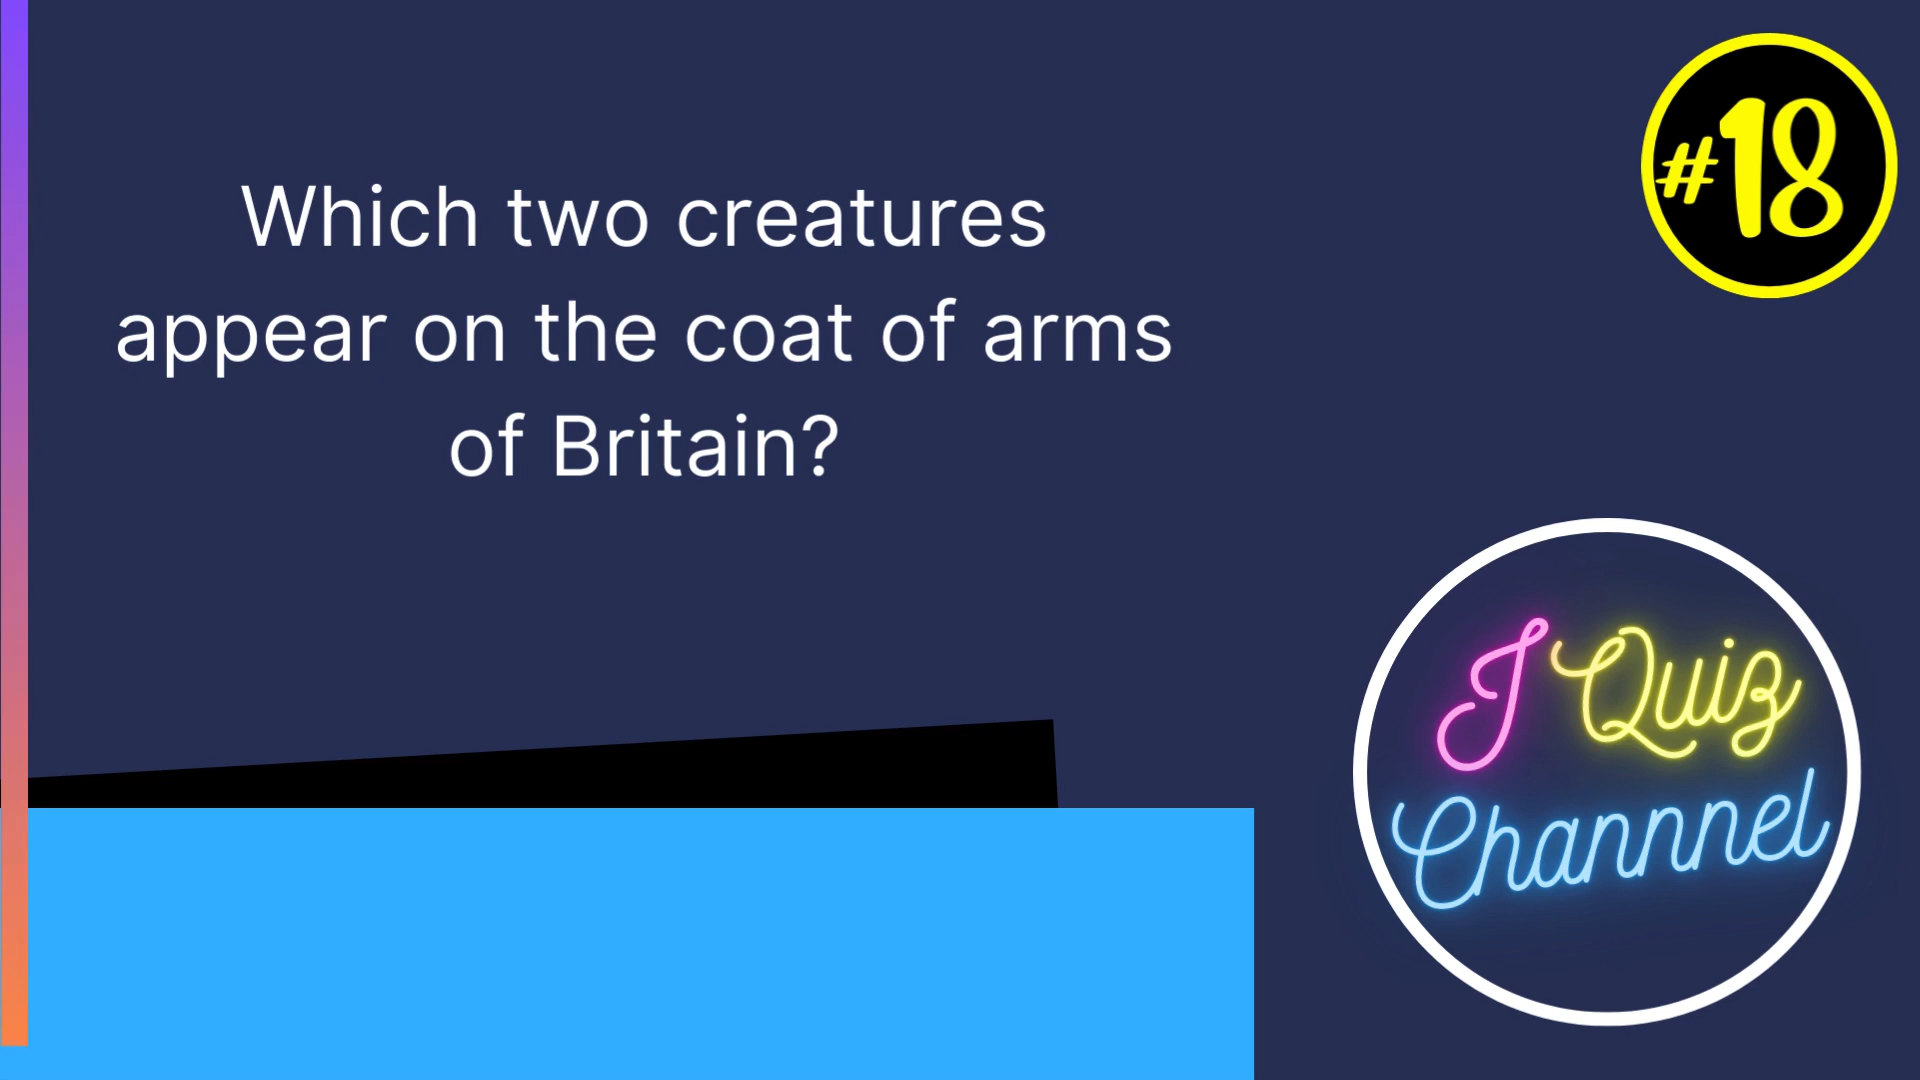 Which two creatures
appear on the coat of arms
of Britain?
#18
I Quiz
Channnel